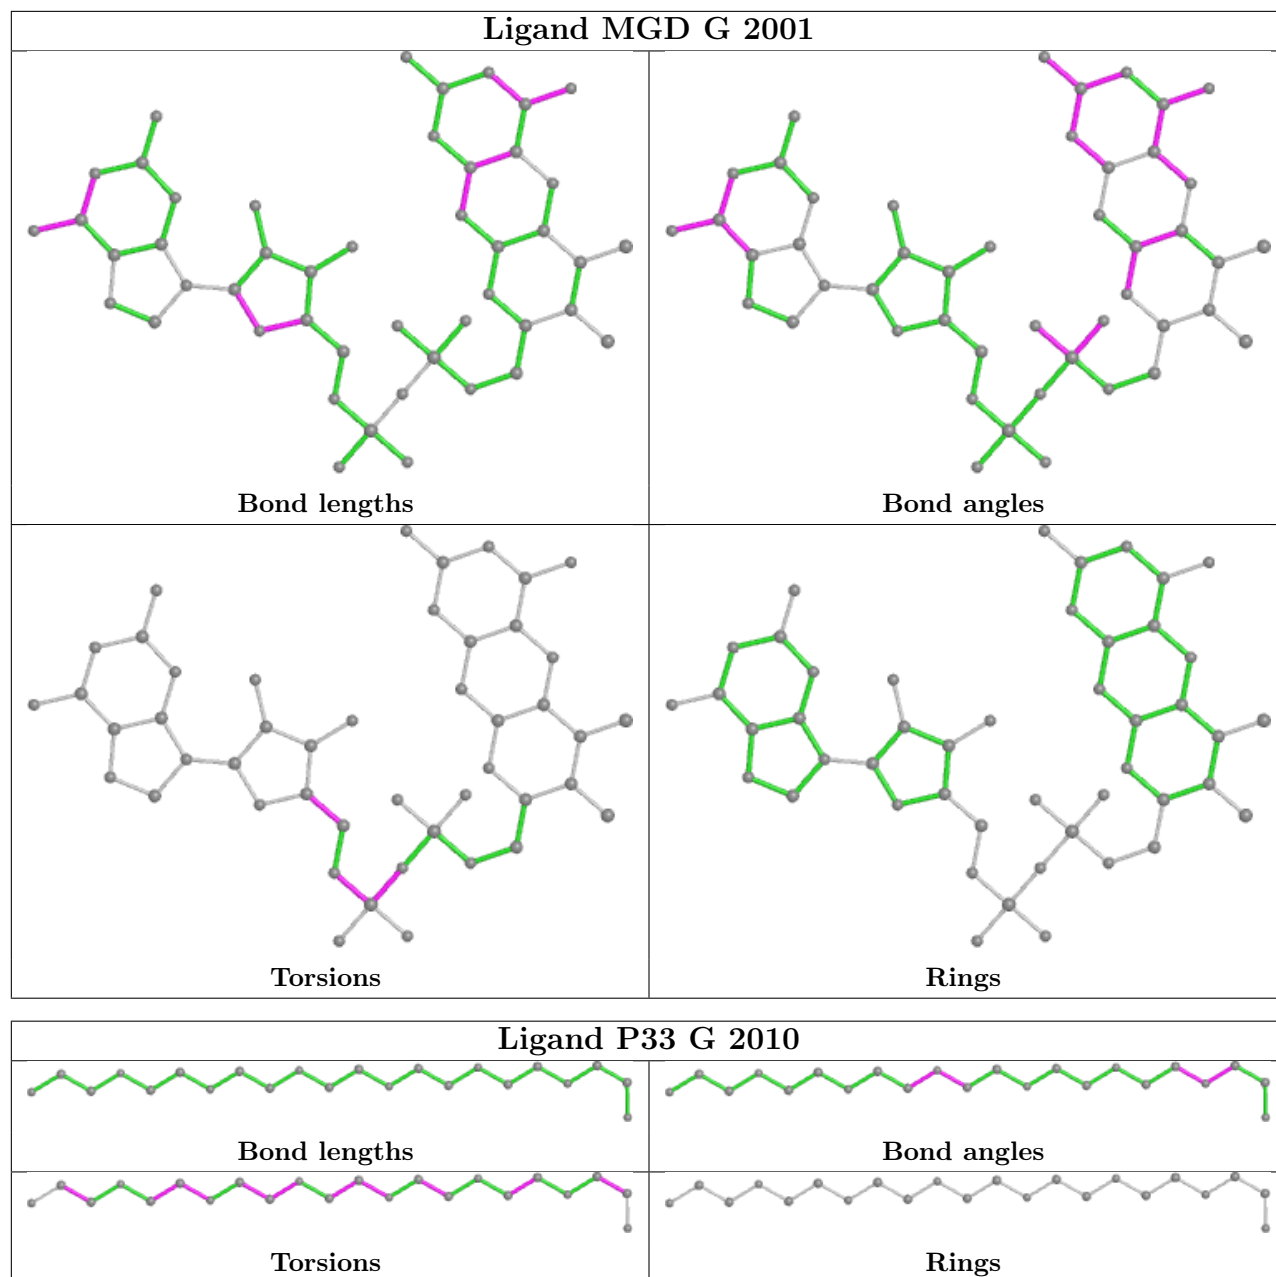 Ligand MGD G 2001
Bond lengths
Bond angles
Torsions
Rings
Ligand P33 G 2010
Bond lengths
Bond angles
Torsions
Rings